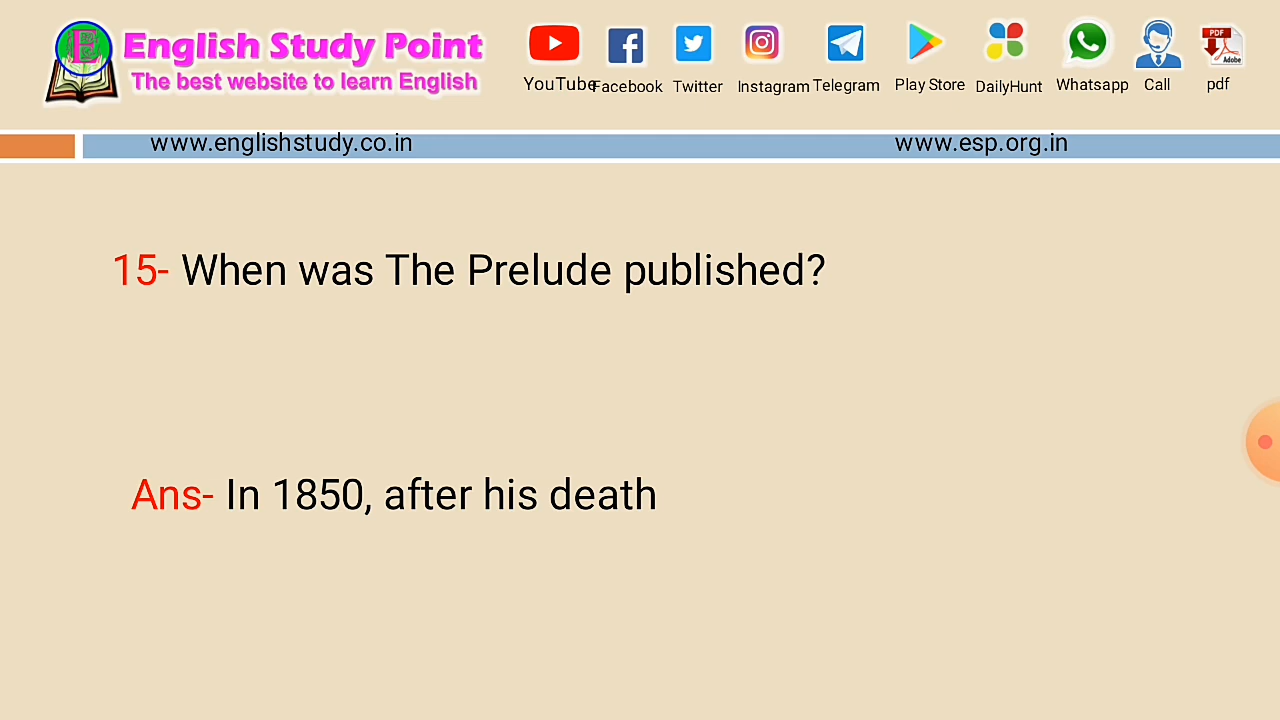 English Study Point
The best website to learn English
YouTube Facebook Twitter Instagram Telegram Play Store DailyHunt Whatsapp Call pdf
PDF
Adobe
www.englishstudy.co.in www.esp.org.in
15- When was The Prelude published?
Ans- In 1850, after his death